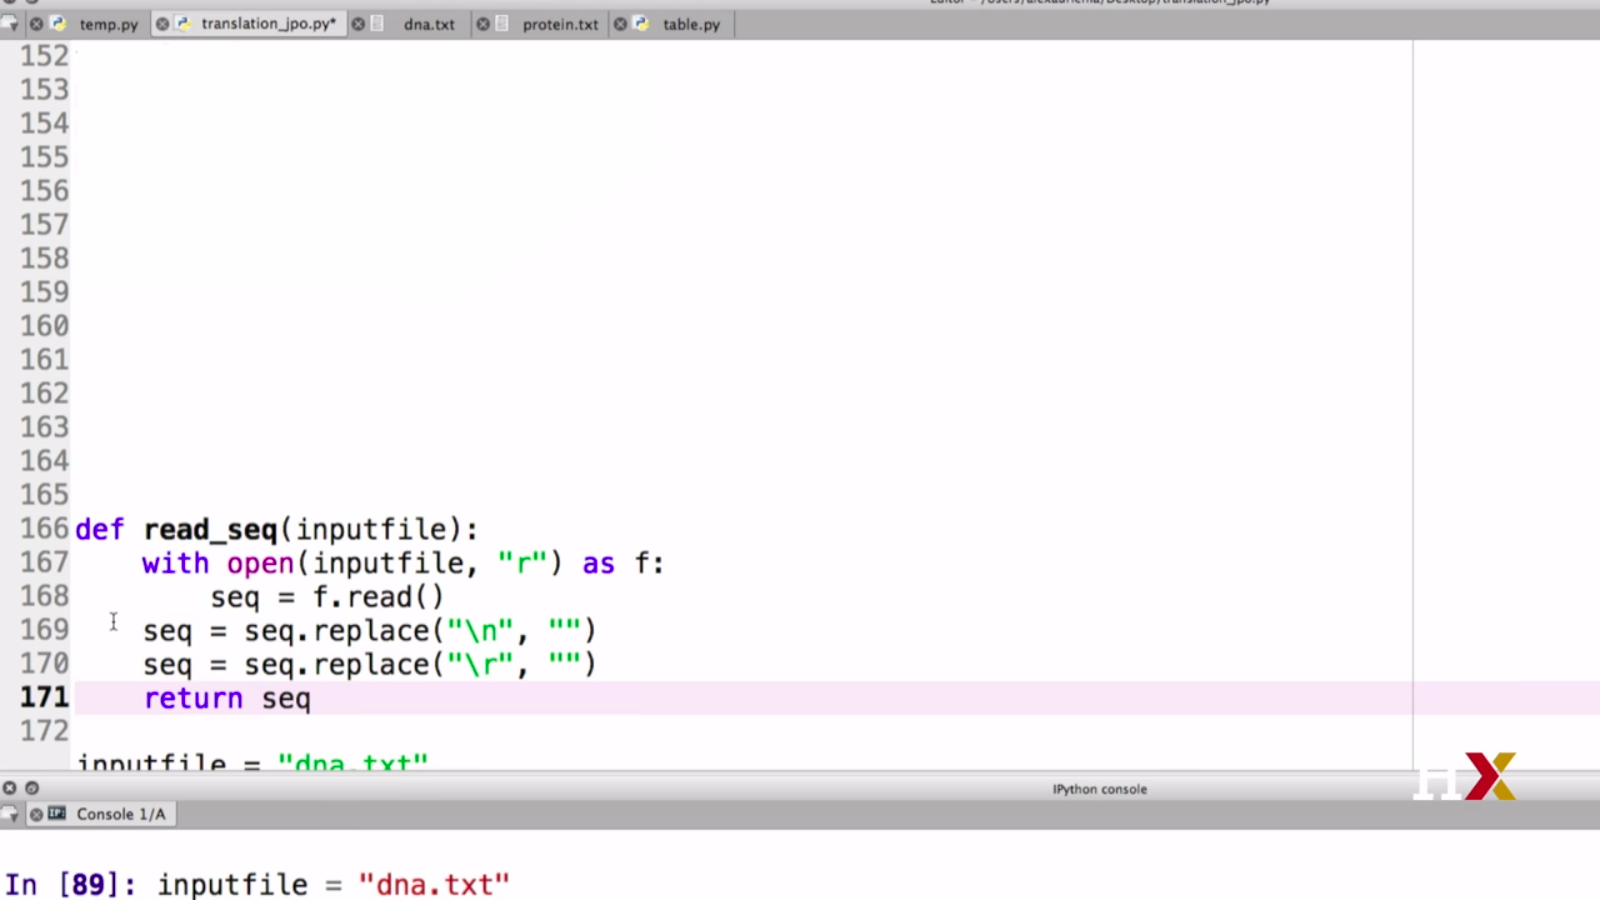 temp.py translation_jpo.py* dna.txt protein.txt table.py
152
153
154
155
156
157
158
159
160
161
162
163
164
165
166 def read_seq(inputfile):
167 with open(inputfile, "r") as f:
168 seq = f.read()
169 seq = seq.replace("\n", "")
170 seq = seq.replace("\r", "")
171 return seq
172
inputfile = "dna.txt"
HX
IPython console
Console 1/A
In [89]: inputfile = "dna.txt"